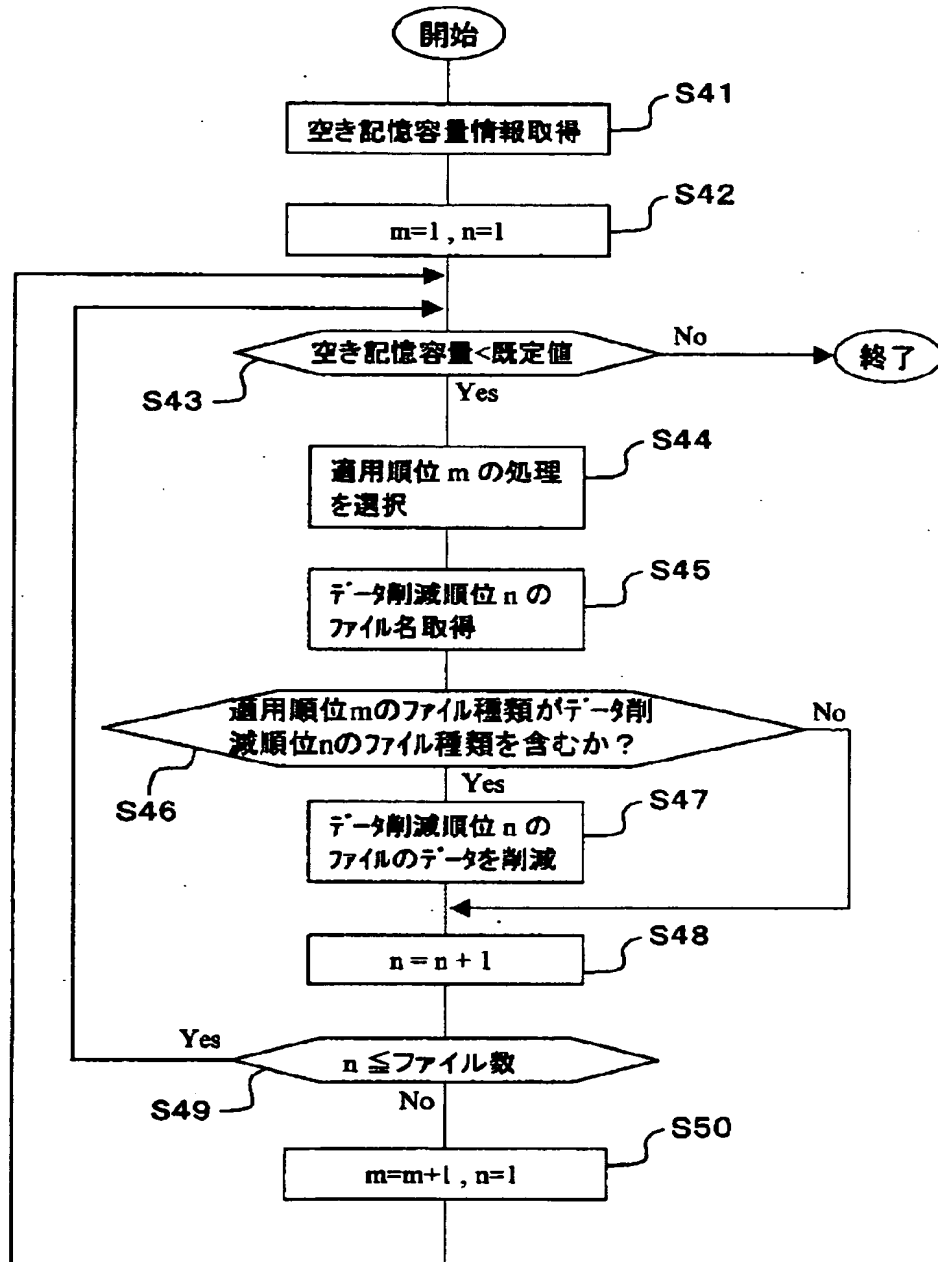 開始
S41
空き記憶容量情報取得
S42
m=1 , n=1
空き記憶容量<既定値
No
終了
S43
Yes
S44
適用順位 m の処理
を選択
S45
データ削減順位 n の
ファイル名取得
適用順位mのファイル種類がデータ削
減順位nのファイル種類を含むか？
No
S46
Yes
S47
データ削減順位 n の
ファイルのデータを削減
S48
n = n + 1
Yes
n ≦ファイル数
S49
No
S50
m=m+1 , n=1